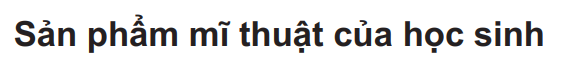 Sản phẩm mĩ thuật của học sinh